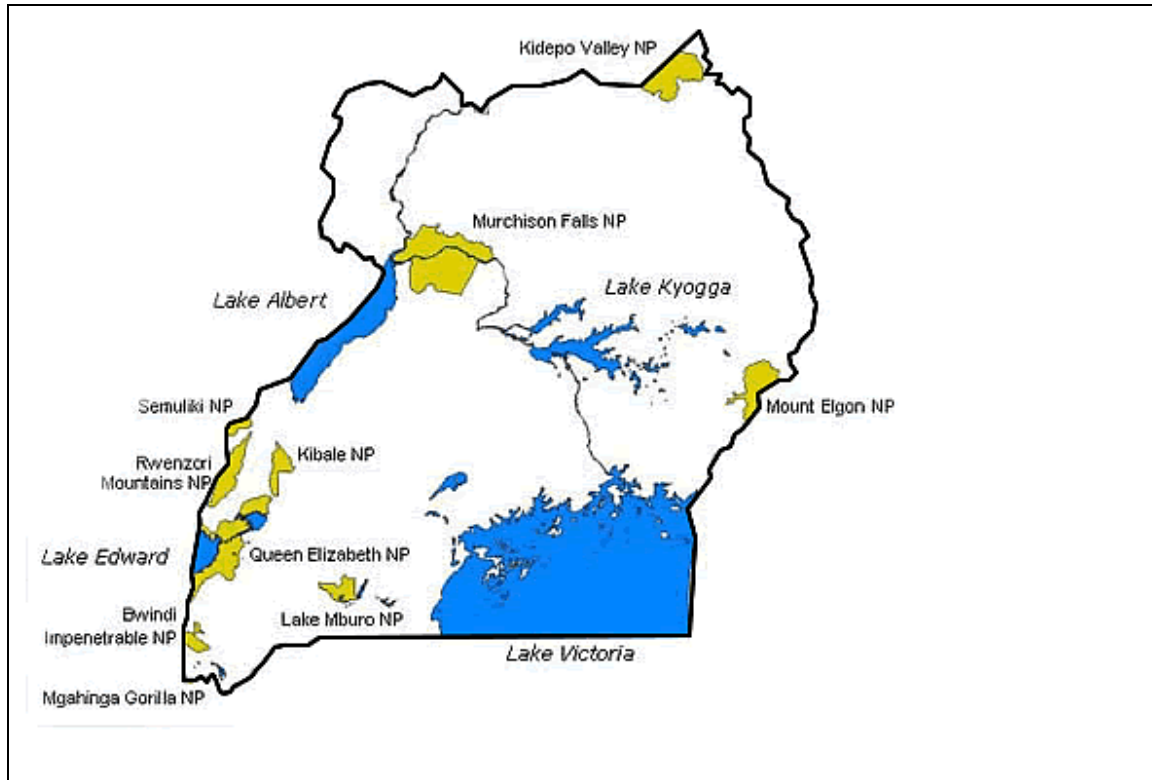 Kidepo Valley NP
Murchison Falls NP
Lake Albert
Lake Kyogga
Semuliki NP
Mount Elgon NP
Kibale NP
Rwenzori
Mountains NP
Lake Edward
Queen Elizabeth NP
Bwindi
Impenetrable NP
Lake Mburo NP
Lake Victoria
Mgahinga Gorilla NP